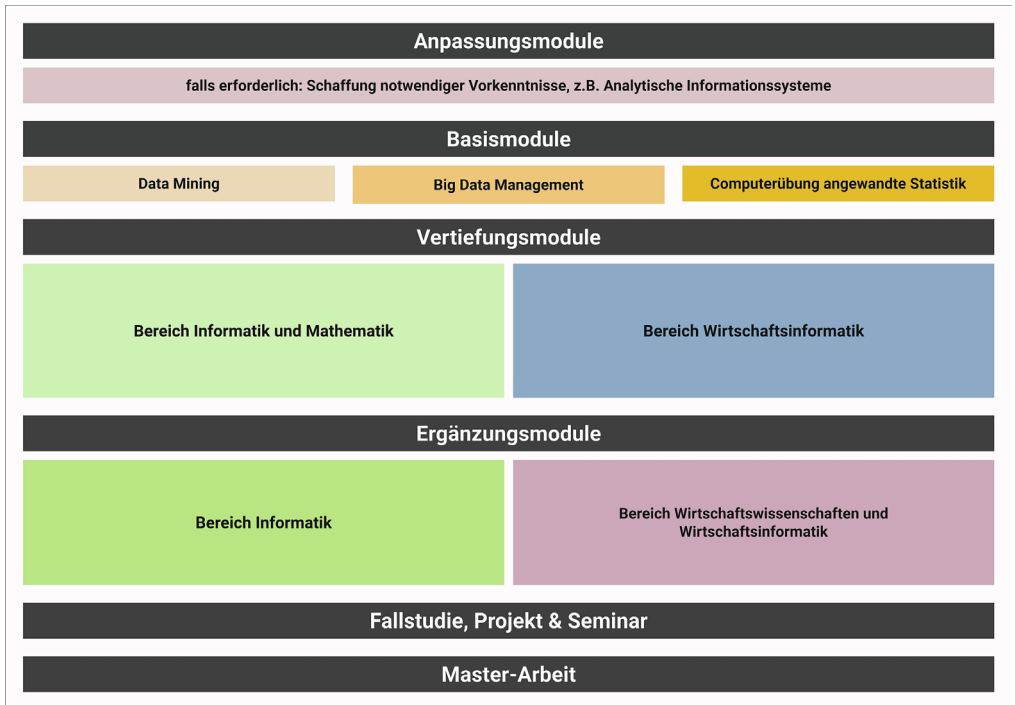 Anpassungsmodule
falls erforderlich: Schaffung notwendiger Vorkenntnisse, z.B. Analytische Informationssysteme
Basismodule
Data Mining
Big Data Management
Computerübung angewandte Statistik
Vertiefungsmodule
Bereich Informatik und Mathematik
Bereich Wirtschaftsinformatik
Ergänzungsmodule
Bereich Informatik
Bereich Wirtschaftswissenschaften und
Wirtschaftsinformatik
Fallstudie, Projekt & Seminar
Master-Arbeit